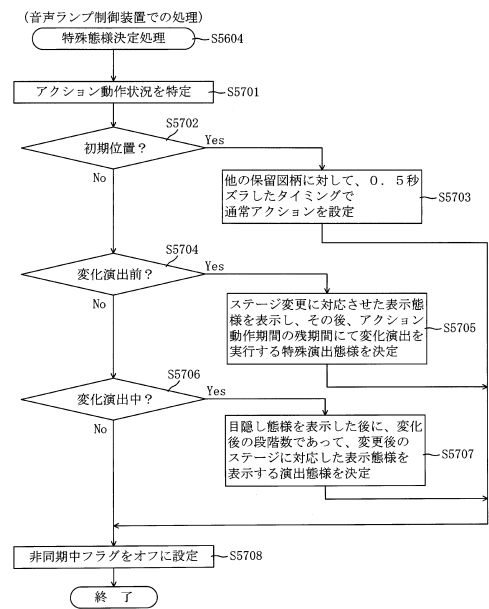 (音声ランプ制御装置での処理)
特殊態様決定処理
S5604
アクション動作状況を特定
S5701
S5702
初期位置?
Yes
No
他の保留図柄に対して、0.5秒
ズラしたタイミングで
通常アクションを設定
S5703
S5704
変化演出前?
Yes
No
ステージ変更に対応させた表示態
様を表示し、その後、アクション
動作期間の残期間にて変化演出を
実行する特殊演出態様を決定
S5705
S5706
変化演出中?
Yes
No
目隠し態様を表示した後に、変化
後の段階数であって、変更後の
ステージに対応した表示態様を
表示する演出態様を決定
S5707
非同期中フラグをオフに設定
S5708
終 了